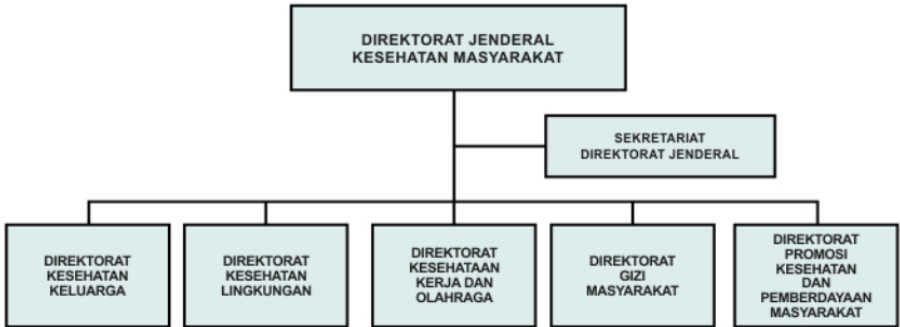 DIREKTORAT JENDERAL
KESEHATAN MASYARAKAT
SEKRETARIAT
DIREKTORAT JENDERAL
DIREKTORAT
KESEHATAN
KELUARGA
DIREKTORAT
KESEHATAN
LINGKUNGAN
DIREKTORAT
KESEHATAAN
KERJA DAN
OLAHRAGA
DIREKTORAT
GIZI
MASYARAKAT
DIREKTORAT
PROMOSI
KESEHATAN
DAN
PEMBERDAYAAN
MASYARAKAT